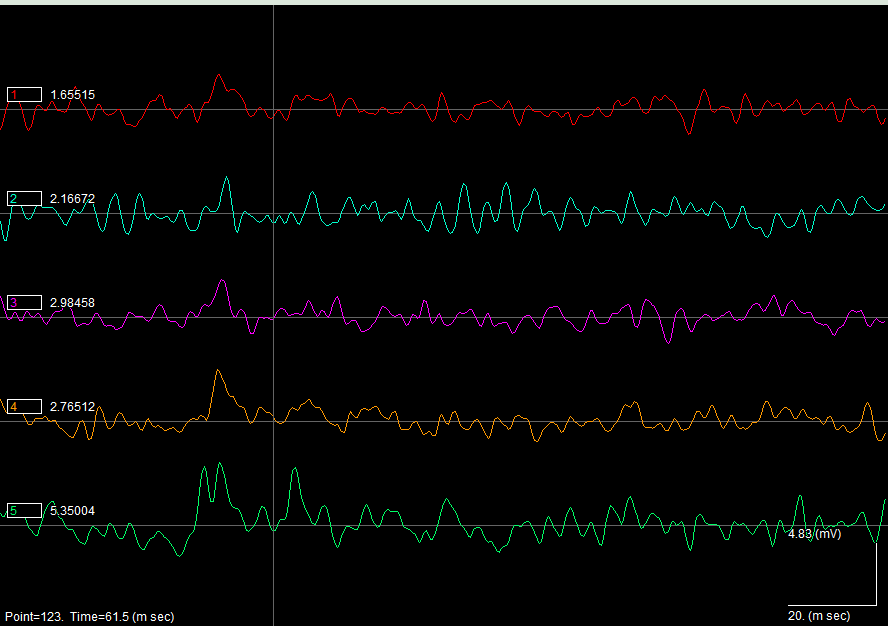 1 1.65515
2 2.16672
3 2.98458
4 2.76512
5 5.35004
4.83 (mV)
20. (m sec)
Point=123. Time=61.5 (m sec)